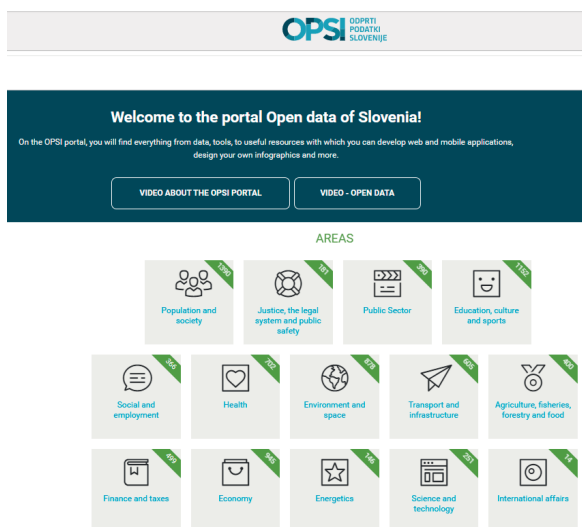 OPSI
ODPRTI
PODATKI
SLOVENIJE
Welcome to the portal Open data of Slovenia!
On the OPSI portal, you will find everything from data, tools, to useful resources with which you can develop web and mobile applications,
design your own infographics and more.
VIDEO ABOUT THE OPSI PORTAL
VIDEO - OPEN DATA
AREAS
1390
Population and
society
181
Justice, the legal
system and public
safety
390
Public Sector
1152
Education, culture
and sports
366
Social and
employment
702
Health
878
Environment and
space
605
Transport and
infrastructure
400
Agriculture, fisheries,
forestry and food
499
Finance and taxes
945
Economy
146
Energetics
251
Science and
technology
14
International affairs